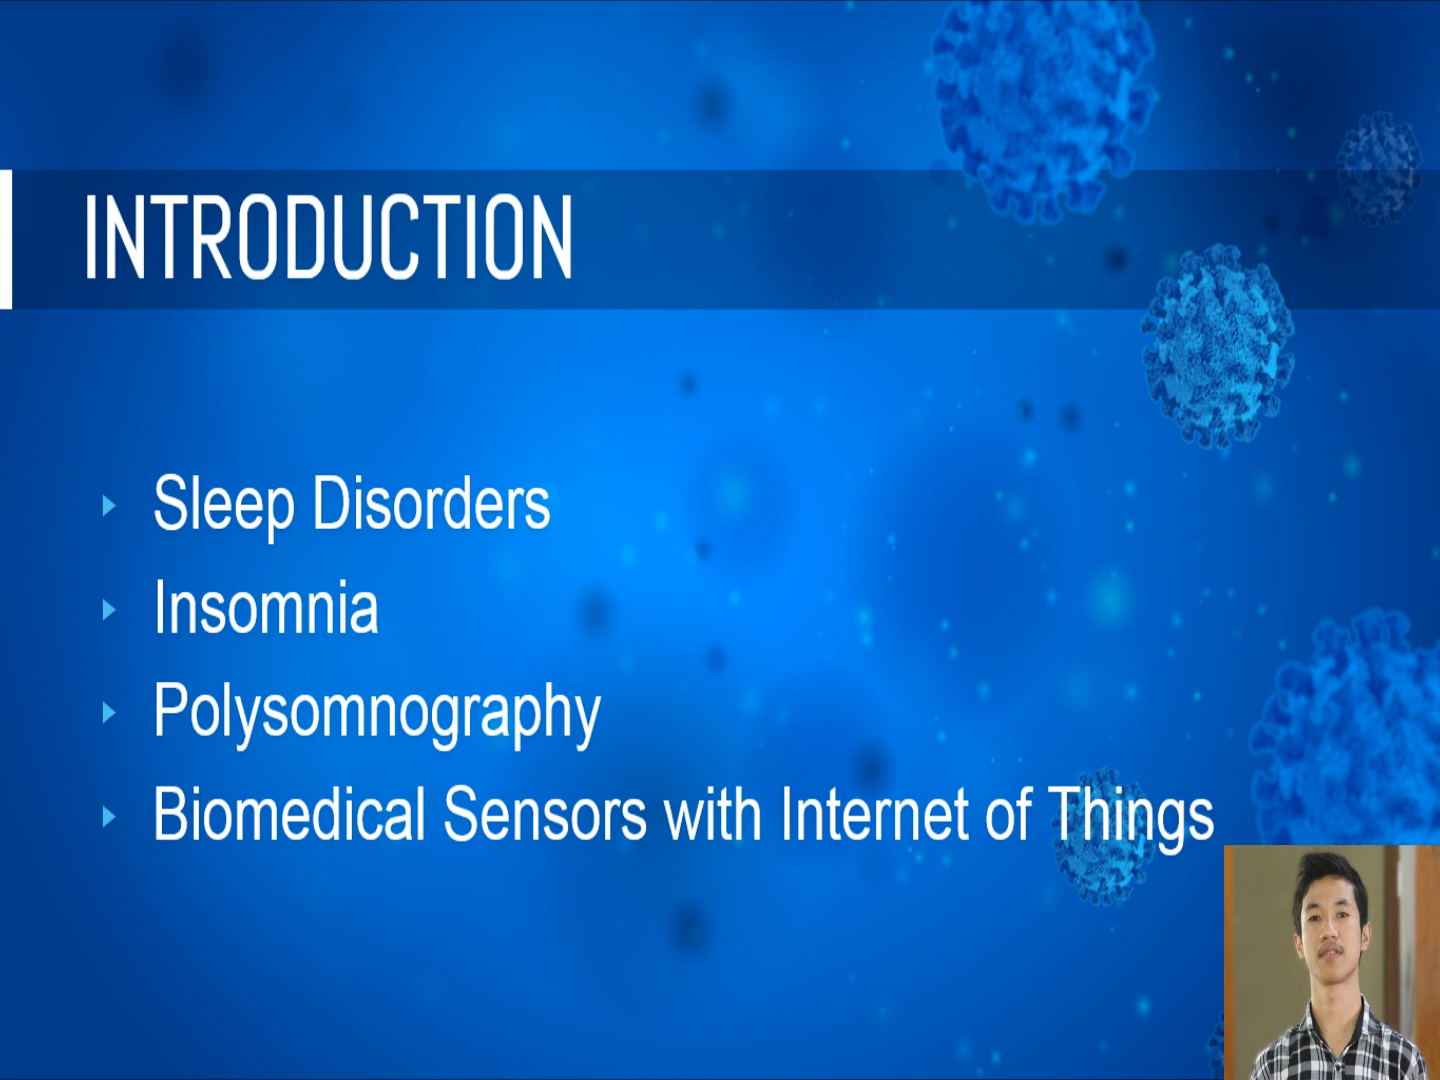 INTRODUCTION
Sleep Disorders
Insomnia
Polysomnography
Biomedical Sensors with Internet of Things